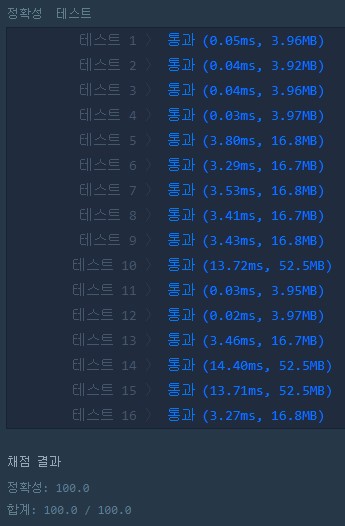 정확성 테스트
테스트 1 〉 통과 (0.05ms, 3.96MB)
테스트 2 〉 통과 (0.04ms, 3.92MB)
테스트 3 〉 통과 (0.04ms, 3.96MB)
테스트 4 〉 통과 (0.03ms, 3.97MB)
테스트 5 〉 통과 (3.80ms, 16.8MB)
테스트 6 〉 통과 (3.29ms, 16.7MB)
테스트 7 〉 통과 (3.53ms, 16.8MB)
테스트 8 〉 통과 (3.41ms, 16.7MB)
테스트 9 〉 통과 (3.43ms, 16.8MB)
테스트 10 〉 통과 (13.72ms, 52.5MB)
테스트 11 〉 통과 (0.03ms, 3.95MB)
테스트 12 〉 통과 (0.02ms, 3.97MB)
테스트 13 〉 통과 (3.46ms, 16.7MB)
테스트 14 〉 통과 (14.40ms, 52.5MB)
테스트 15 〉 통과 (13.71ms, 52.5MB)
테스트 16 〉 통과 (3.27ms, 16.8MB)
채점 결과
정확성: 100.0
합계: 100.0 / 100.0